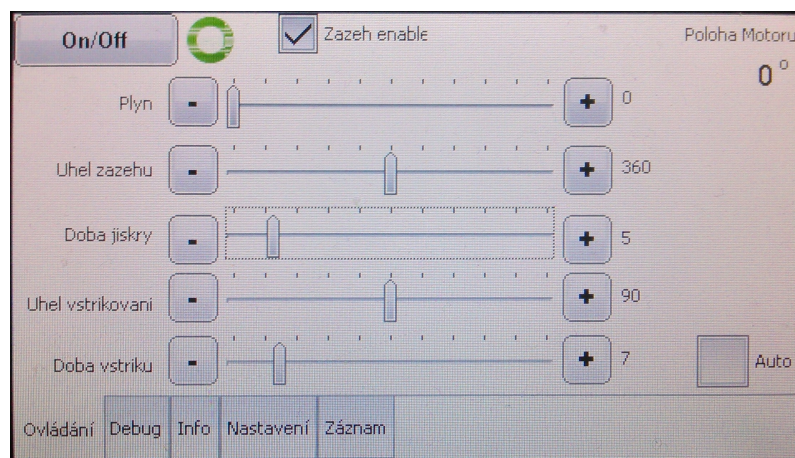 On/Off
Zazeh enable
Poloha Motoru
0°
Plyn
-
+
0
Uhel zazehu
-
+
360
Doba jiskry
-
+
5
Uhel vstrikovani
-
+
90
Doba vstriku
-
+
7
Auto
Ovládání
Debug
Info
Nastavení
Záznam